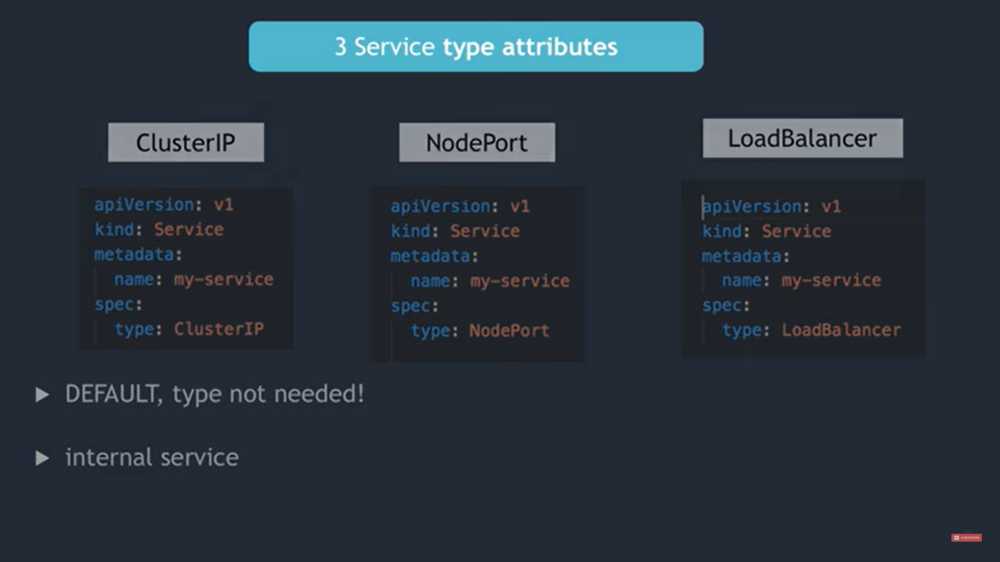 3 Service type attributes
ClusterIP
apiVersion: v1
kind: Service
metadata:
  name: my-service
spec:
  type: ClusterIP
NodePort
apiVersion: v1
kind: Service
metadata:
  name: my-service
spec:
  type: NodePort
LoadBalancer
apiVersion: v1
kind: Service
metadata:
  name: my-service
spec:
  type: LoadBalancer
DEFAULT, type not needed!
internal service
SUBSCRIBE